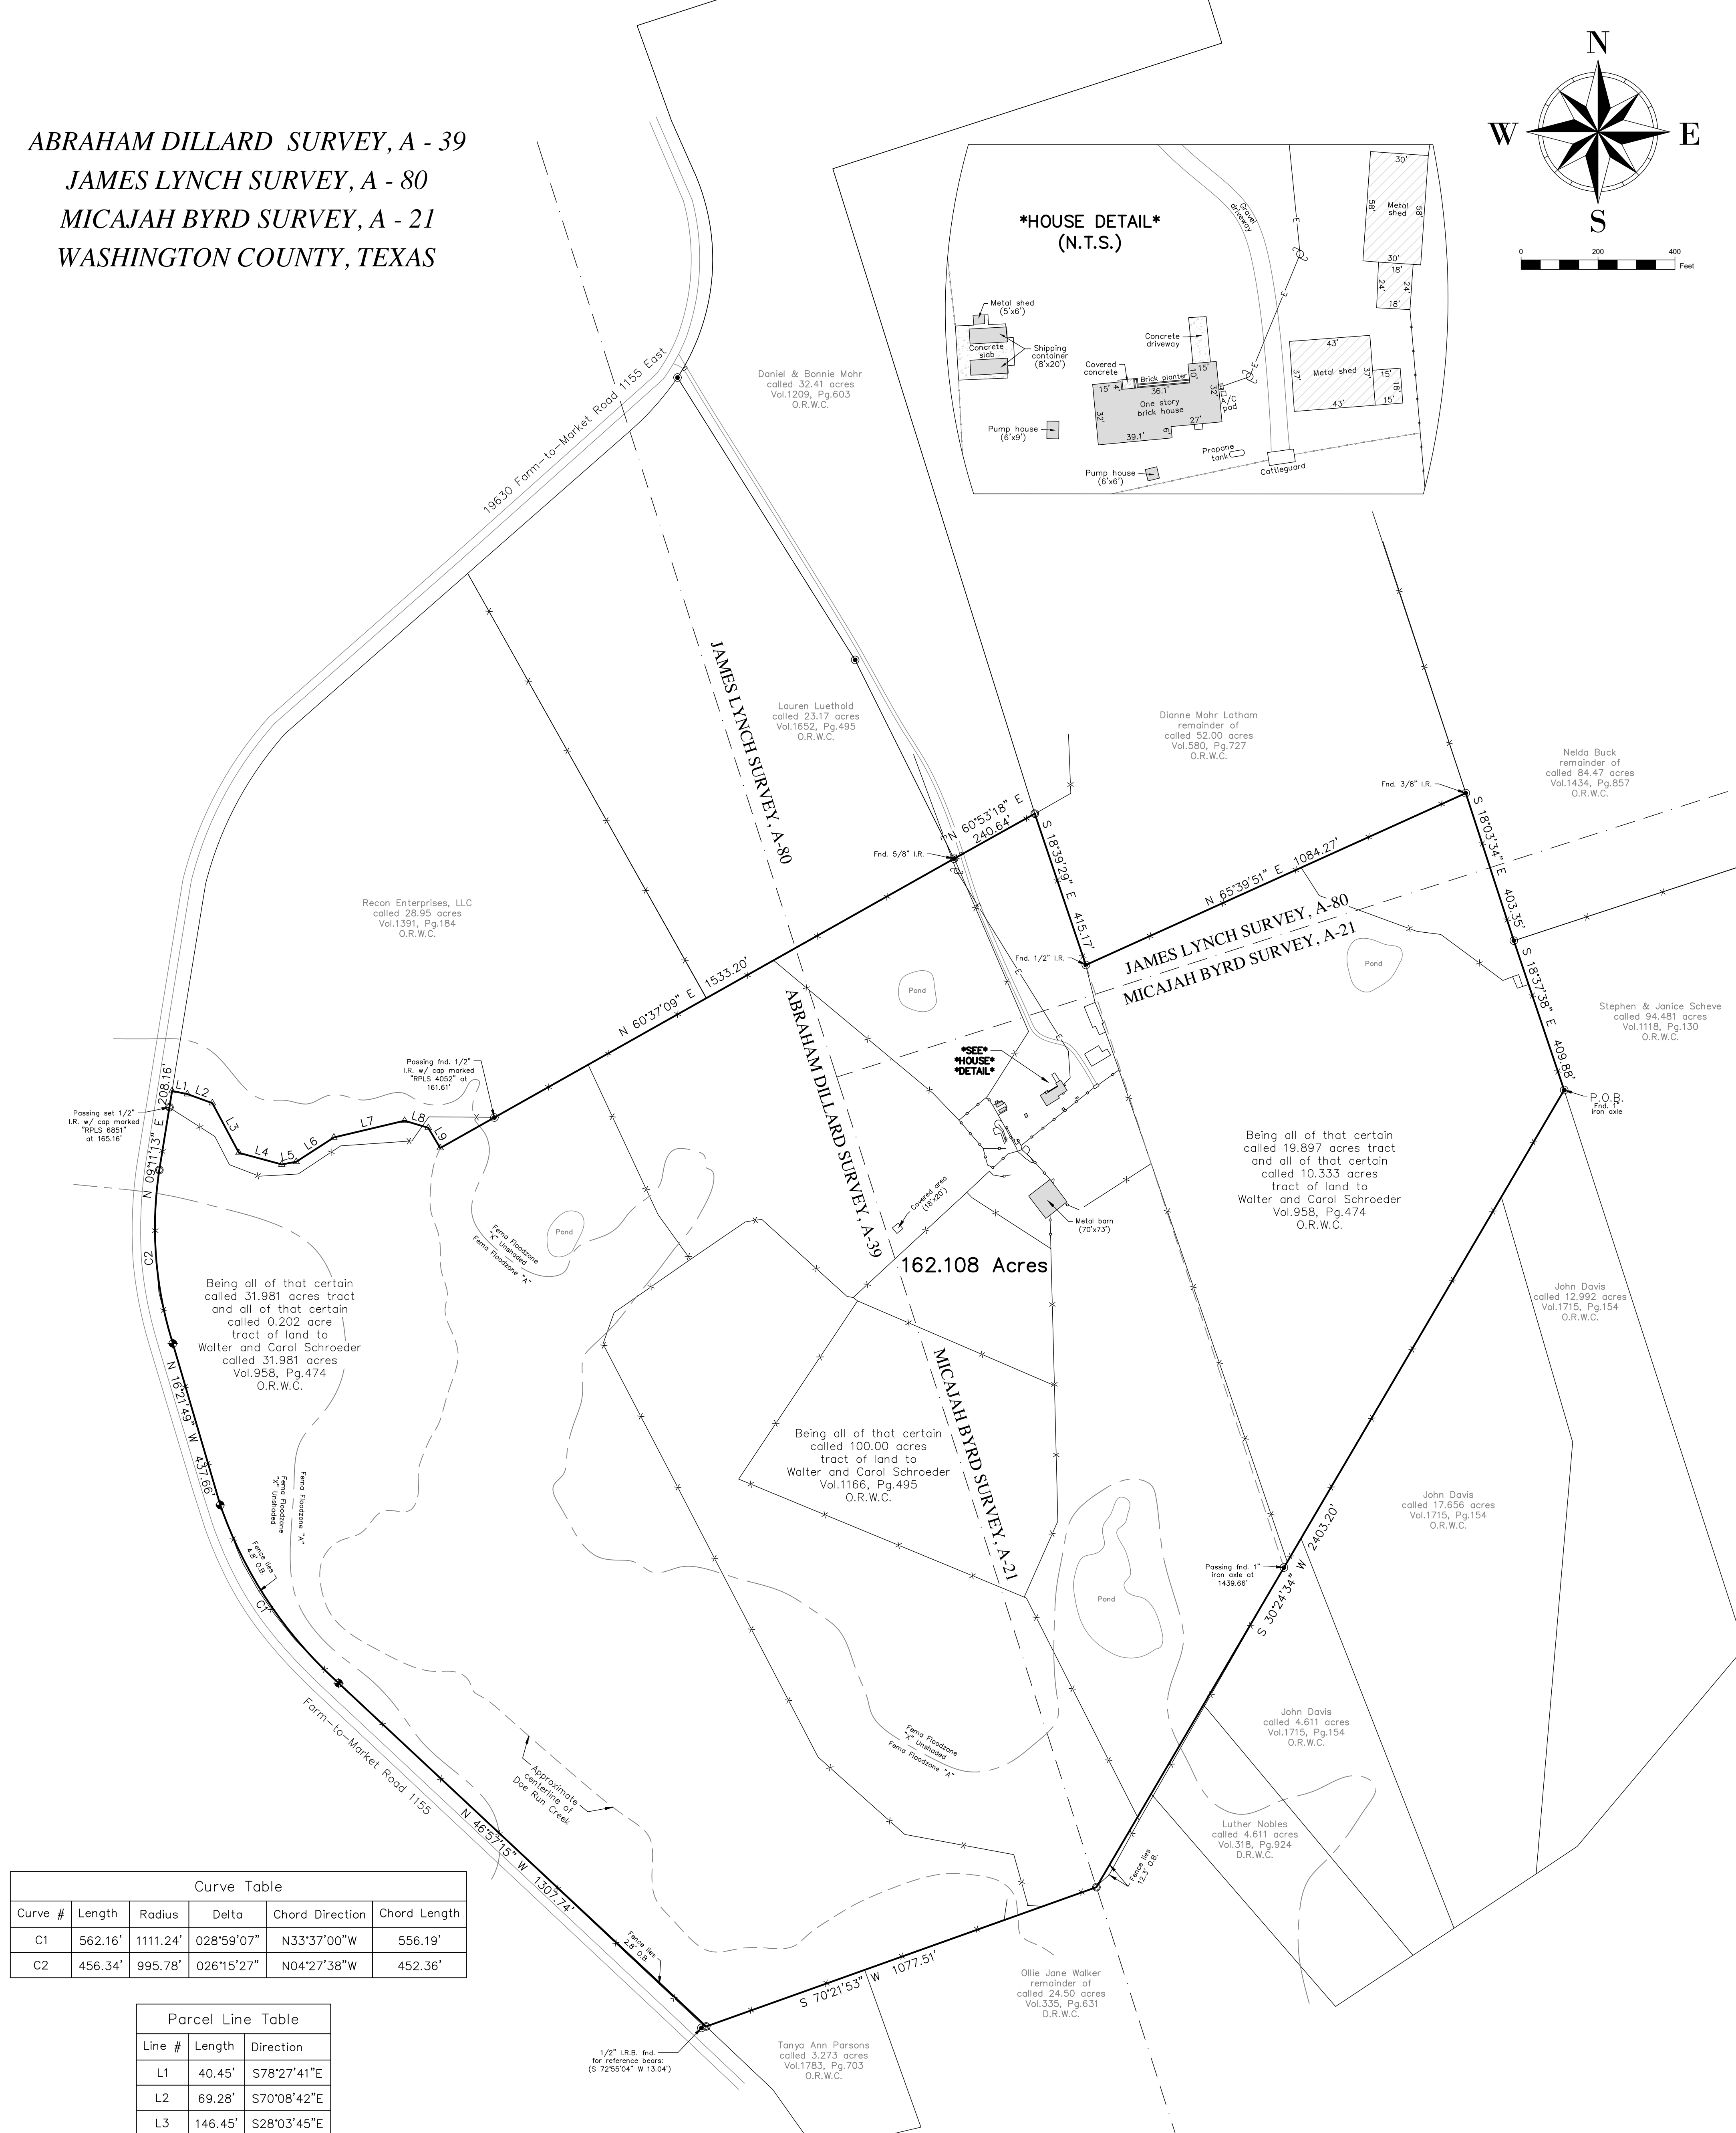 ABRAHAM DILLARD SURVEY, A - 39
JAMES LYNCH SURVEY, A - 80
MICAJAH BYRD SURVEY, A - 21
WASHINGTON COUNTY, TEXAS
N
W
E
S
0 200 400
Feet
*HOUSE DETAIL*
(N.T.S.)
Gravel
driveway
E
E
E
30'
58'
Metal
shed
58'
30'
18'
24'
24'
18'
Metal shed
(5'x6')
Concrete
slab
Shipping
container
(8'x20')
Concrete
driveway
Covered
concrete
Brick planter
15'
4'
36.1'
10'
15'
32'
One story
brick house
32'
A/C
pad
39.1'
6'
27'
43'
37'
Metal shed
37'
43'
15'
18'
15'
Pump house
(6'x9')
Pump house
(6'x6')
Propane
tank
Cattleguard
19630 Farm-to-Market Road 1155 East
Daniel & Bonnie Mohr
called 32.41 acres
Vol.1209, Pg.603
O.R.W.C.
JAMES LYNCH SURVEY, A-80
Lauren Luethold
called 23.17 acres
Vol.1652, Pg.495
O.R.W.C.
Dianne Mohr Latham
remainder of
called 52.00 acres
Vol.580, Pg.727
O.R.W.C.
Nelda Buck
remainder of
called 84.47 acres
Vol.1434, Pg.857
O.R.W.C.
Fnd. 3/8" I.R.
Fnd. 5/8" I.R.
E
N 60°53'18" E
240.64'
S 18°39'29" E 415.17'
N 65°39'51" E 1084.27'
S 18°03'34" E 403.35'
Fnd. 1/2" I.R.
JAMES LYNCH SURVEY, A-80
MICAJAH BYRD SURVEY, A-21
Pond
Pond
E
E
S 18°37'38" E 409.88'
Stephen & Janice Scheve
called 94.481 acres
Vol.1118, Pg.130
O.R.W.C.
P.O.B.
Fnd. 1"
iron axle
Recon Enterprises, LLC
called 28.95 acres
Vol.1391, Pg.184
O.R.W.C.
N 60°37'09" E 1533.20'
Passing fnd. 1/2"
I.R. w/ cap marked
"RPLS 4052" at
161.61'
Passing set 1/2"
I.R. w/ cap marked
"RPLS 6851"
at 165.16'
N 09°11'13" E 208.16'
L1
L2
L3
L4
L5
L6
L7
L8
L9
*SEE*
*HOUSE*
*DETAIL*
ABRAHAM DILLARD SURVEY, A-39
Covered area
(18'x20')
Metal barn
(70'x73')
162.108 Acres
Being all of that certain
called 19.897 acres tract
and all of that certain
called 10.333 acres
tract of land to
Walter and Carol Schroeder
Vol.958, Pg.474
O.R.W.C.
Pond
Fema Floodzone
"X" Unshaded
Fema Floodzone "A"
C2
Being all of that certain
called 31.981 acres tract
and all of that certain
called 0.202 acre
tract of land to
Walter and Carol Schroeder
called 31.981 acres
Vol.958, Pg.474
O.R.W.C.
John Davis
called 12.992 acres
Vol.1715, Pg.154
O.R.W.C.
N 16°21'49" W 437.66'
Fema Floodzone
"X" Unshaded
Fema Floodzone "A"
MICAJAH BYRD SURVEY, A-21
Being all of that certain
called 100.00 acres
tract of land to
Walter and Carol Schroeder
Vol.1166, Pg.495
O.R.W.C.
John Davis
called 17.656 acres
Vol.1715, Pg.154
O.R.W.C.
Fence lies
4.8' O.B.
C1
Pond
Passing fnd. 1"
iron axle at
1439.66'
S 30°24'34" W 2403.20'
Farm-to-Market Road 1155
Approximate
centerline of
Doe Run Creek
Fema Floodzone
"X" Unshaded
Fema Floodzone "A"
John Davis
called 4.611 acres
Vol.1715, Pg.154
O.R.W.C.
Luther Nobles
called 4.611 acres
Vol.318, Pg.924
D.R.W.C.
N 46°57'15" W 1307.74'
Fence lies
12.3' O.B.
Fence lies
2.8' O.B.
S 70°21'53" W 1077.51'
Ollie Jane Walker
remainder of
called 24.50 acres
Vol.335, Pg.631
D.R.W.C.
1/2" I.R.B. fnd.
for reference bears:
(S 72°55'04" W 13.04')
Tanya Ann Parsons
called 3.273 acres
Vol.1783, Pg.703
O.R.W.C.
Curve Table
Curve # Length Radius Delta Chord Direction Chord Length
C1 562.16' 1111.24' 028°59'07" N33°37'00"W 556.19'
C2 456.34' 995.78' 026°15'27" N04°27'38"W 452.36'
Parcel Line Table
Line # Length Direction
L1 40.45' S78°27'41"E
L2 69.28' S70°08'42"E
L3 146.45' S28°03'45"E